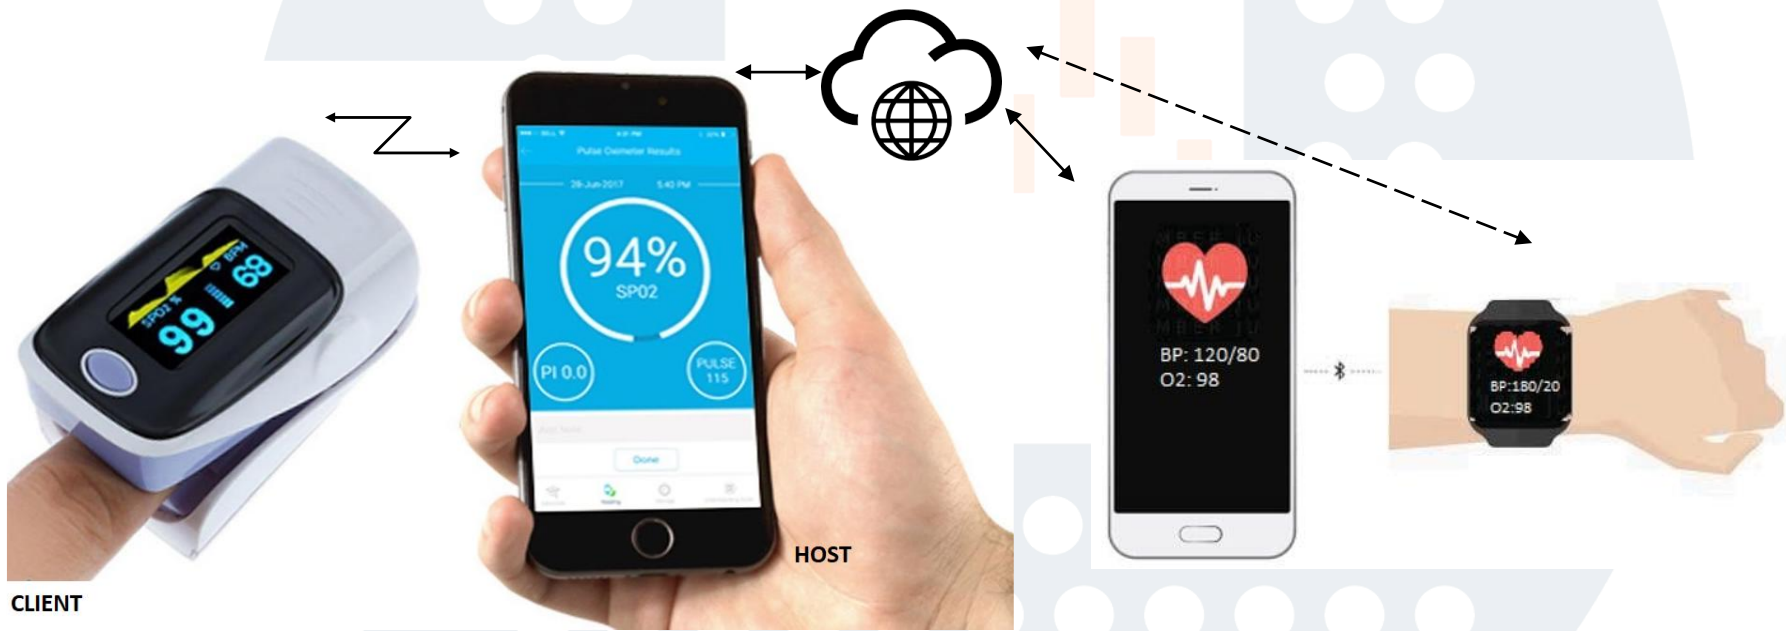 CLIENT
SPO2 %
99
BPM
68
Pulse Oximeter Results
28-Jun-2017 5:40 PM
94%
SPO2
PI 0.0
PULSE
115
Done
HOST
BP: 120/80
O2: 98
BP:180/20
O2:98